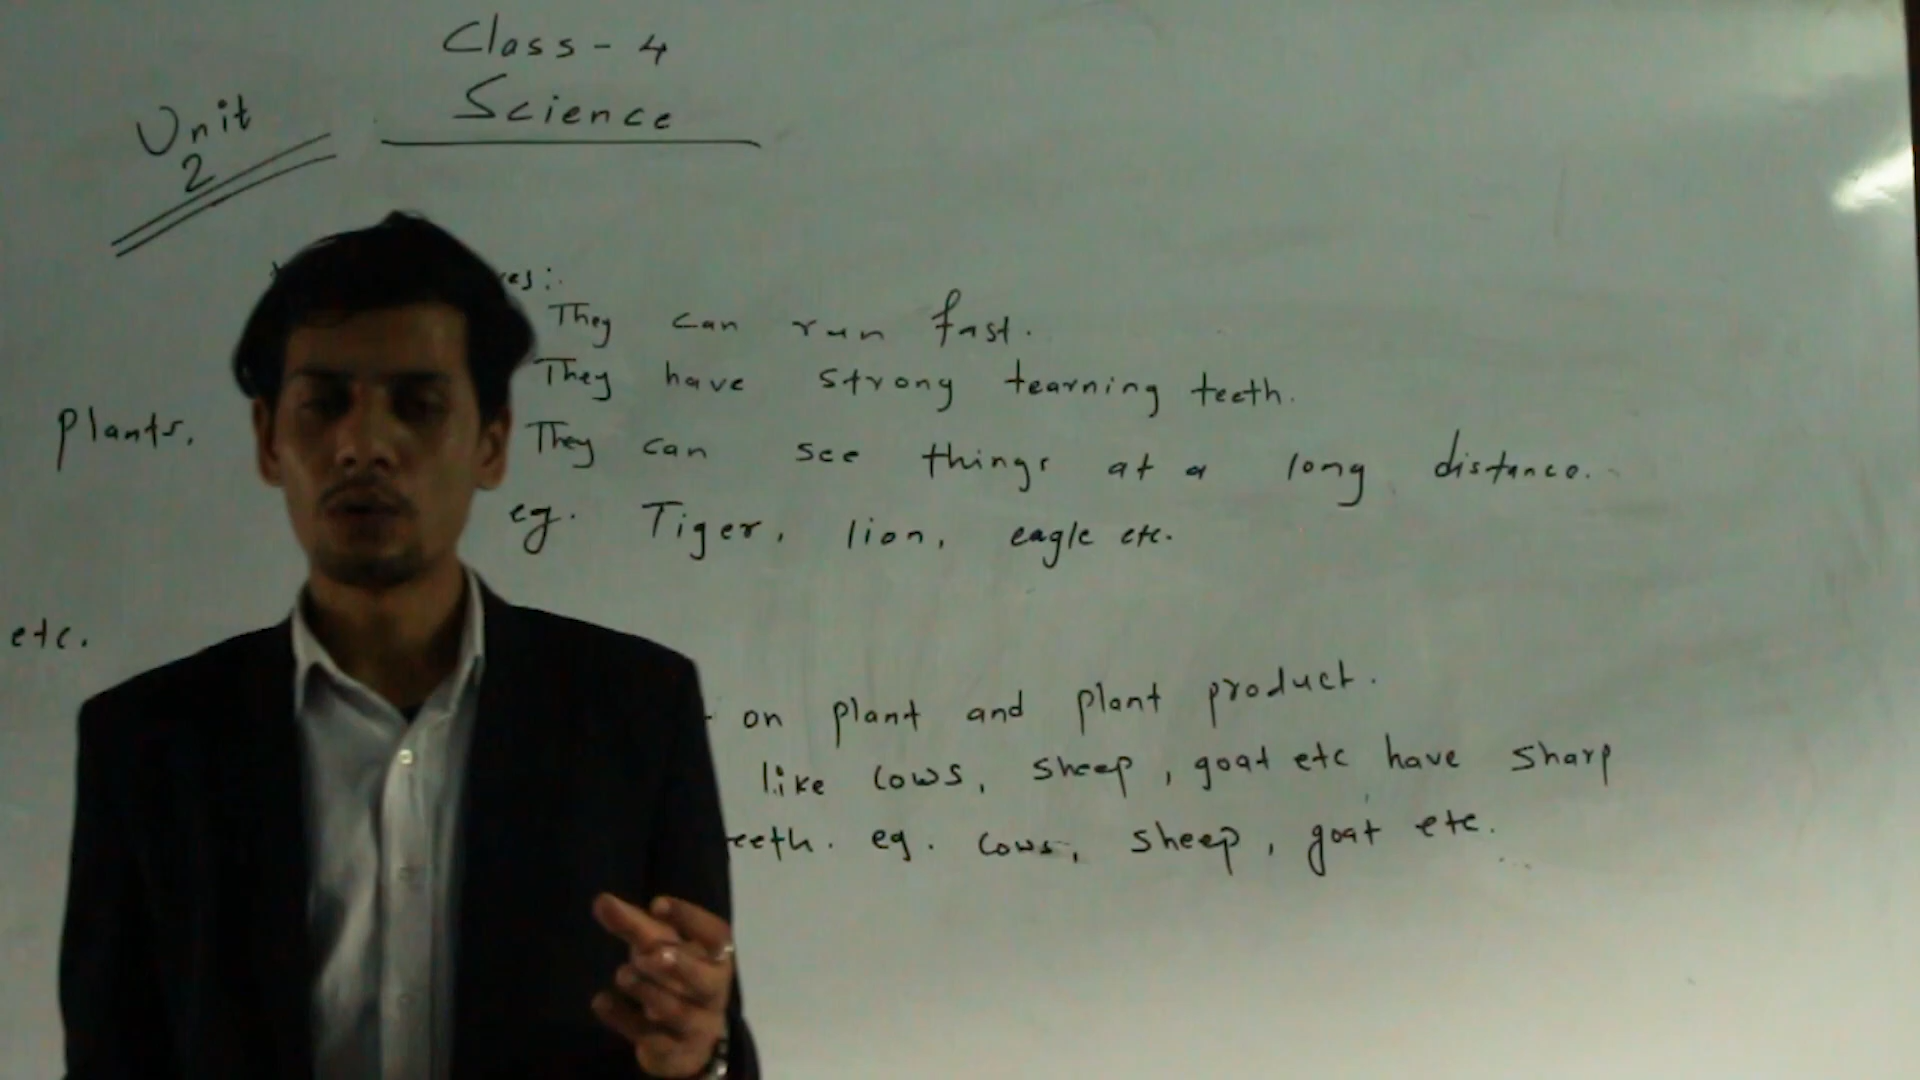 Class - 4
Science
Unit
2
They can run fast.
They have strong tearning teeth.
Plants.
They can see things at a long distance.
eg. Tiger, lion, eagle etc.
etc.
on plant and plant product.
like cows, sheep, goat etc have sharp
eeth. eg. cows, sheep, goat etc.